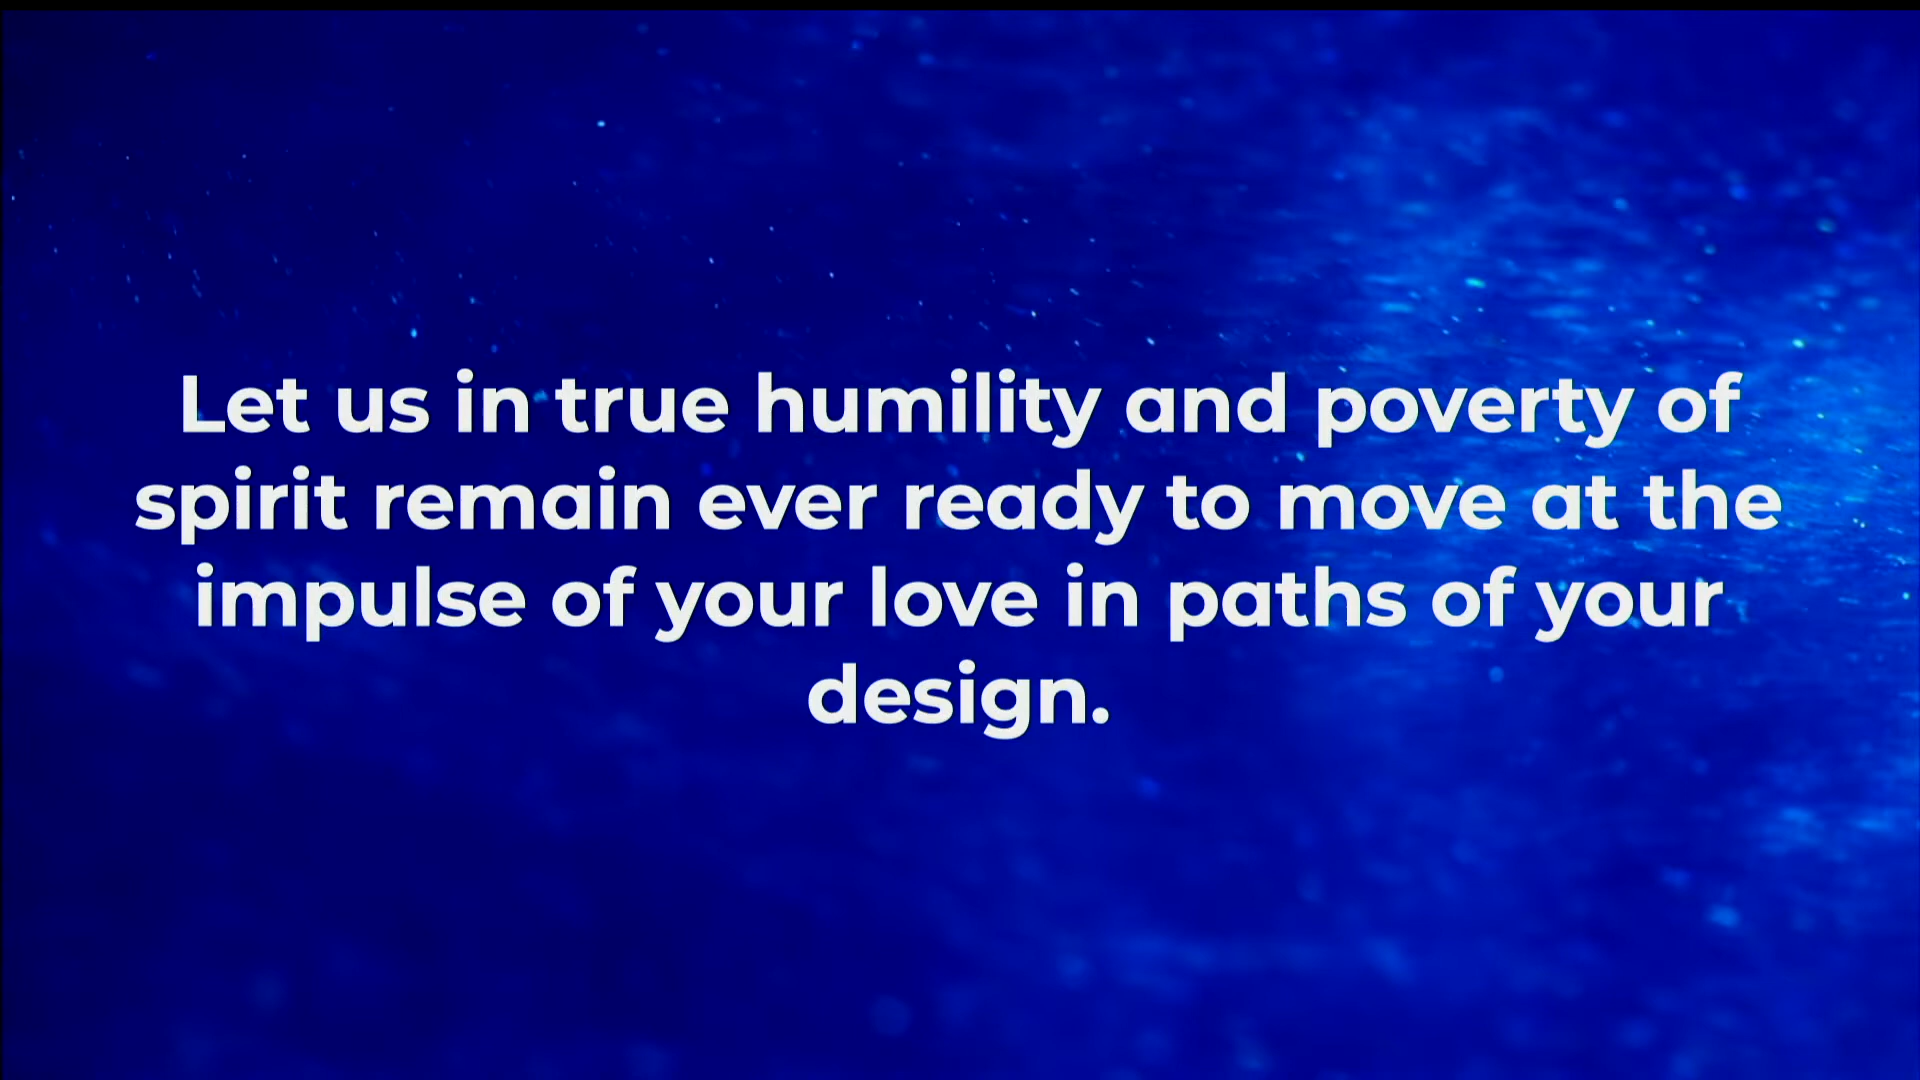 Let us in true humility and poverty of
spirit remain ever ready to move at the
impulse of your love in paths of your
design.